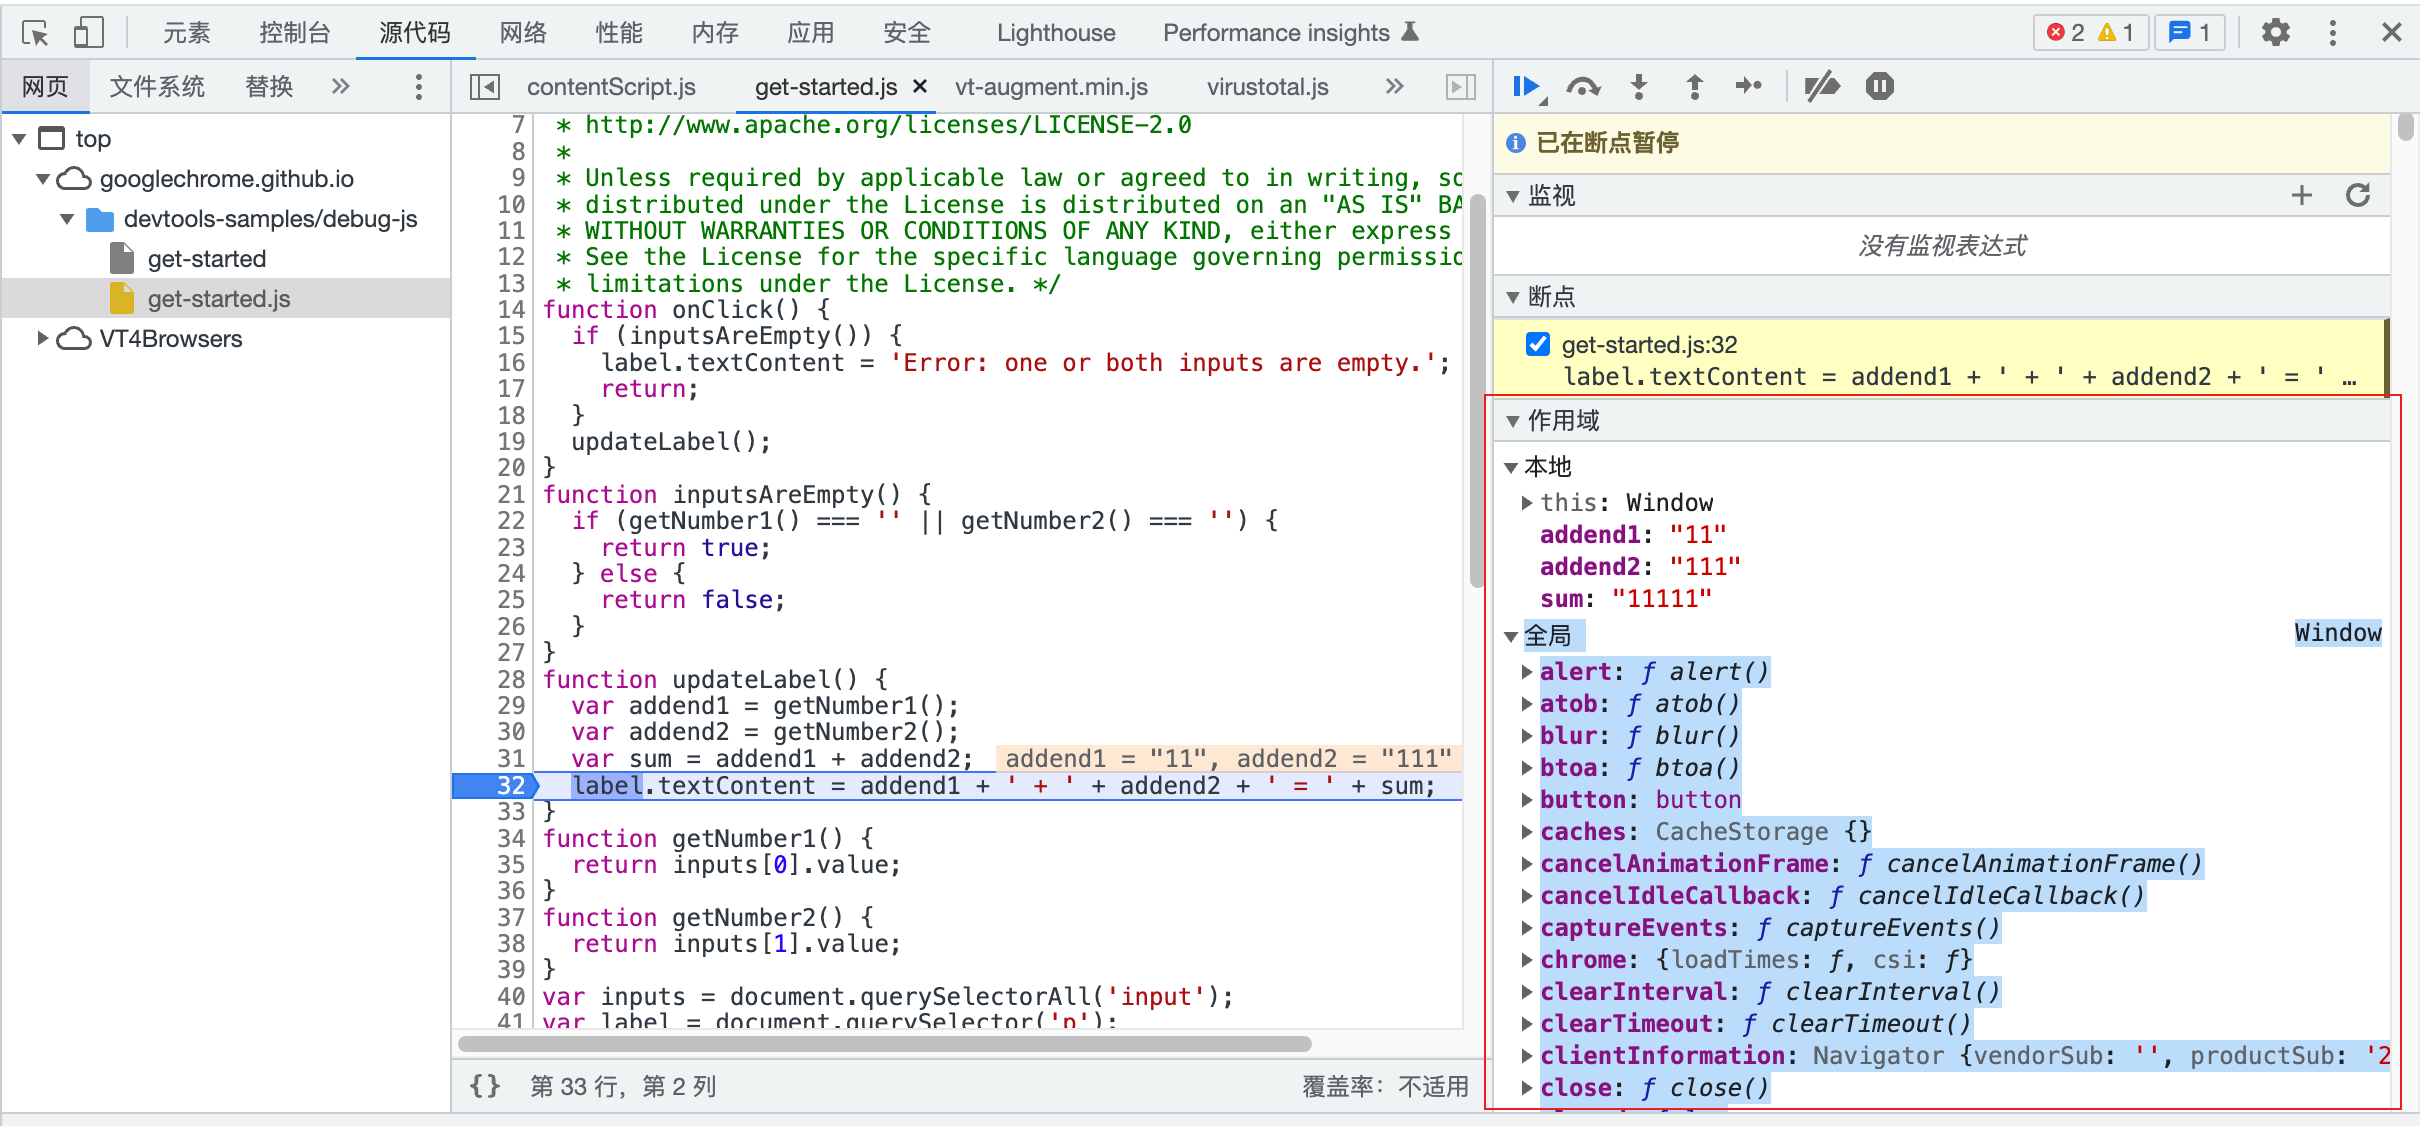 元素 控制台 源代码 网络 性能 内存 应用 安全 Lighthouse Performance insights 2 1 1
网页 文件系统 替换
top
googlechrome.github.io
devtools-samples/debug-js
get-started
get-started.js
VT4Browsers
contentScript.js get-started.js vt-augment.min.js virustotal.js
7 * http://www.apache.org/licenses/LICENSE-2.0
8 *
9 * Unless required by applicable law or agreed to in writing, so
10 * distributed under the License is distributed on an "AS IS" BA
11 * WITHOUT WARRANTIES OR CONDITIONS OF ANY KIND, either express
12 * See the License for the specific language governing permissio
13 * limitations under the License. */
14 function onClick() {
15 if (inputsAreEmpty()) {
16 label.textContent = 'Error: one or both inputs are empty.';
17 return;
18 }
19 updateLabel();
20 }
21 function inputsAreEmpty() {
22 if (getNumber1() === '' || getNumber2() === '') {
23 return true;
24 } else {
25 return false;
26 }
27 }
28 function updateLabel() {
29 var addend1 = getNumber1();
30 var addend2 = getNumber2();
31 var sum = addend1 + addend2; addend1 = "11", addend2 = "111"
32 label.textContent = addend1 + ' + ' + addend2 + ' = ' + sum;
33 }
34 function getNumber1() {
35 return inputs[0].value;
36 }
37 function getNumber2() {
38 return inputs[1].value;
39 }
40 var inputs = document.querySelectorAll('input');
41 var label = document.querySelector('p');
{} 第 33 行，第 2 列 覆盖率：不适用
已在断点暂停
监视
没有监视表达式
断点
get-started.js:32
label.textContent = addend1 + ' + ' + addend2 + ' = ' …
作用域
本地
this: Window
addend1: "11"
addend2: "111"
sum: "11111"
全局 Window
alert: ƒ alert()
atob: ƒ atob()
blur: ƒ blur()
btoa: ƒ btoa()
button: button
caches: CacheStorage {}
cancelAnimationFrame: ƒ cancelAnimationFrame()
cancelIdleCallback: ƒ cancelIdleCallback()
captureEvents: ƒ captureEvents()
chrome: {loadTimes: ƒ, csi: ƒ}
clearInterval: ƒ clearInterval()
clearTimeout: ƒ clearTimeout()
clientInformation: Navigator {vendorSub: '', productSub: '2
close: ƒ close()